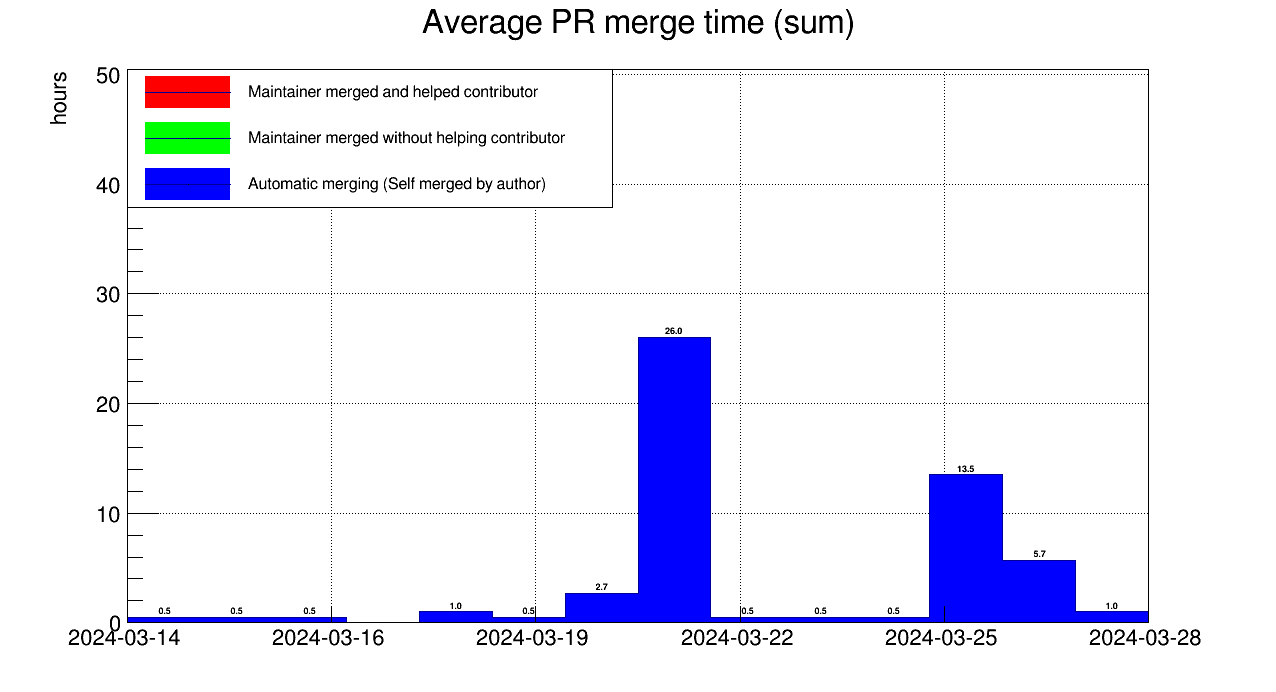 Average PR merge time (sum)
hours
50
Maintainer merged and helped contributor
Maintainer merged without helping contributor
40
Automatic merging (Self merged by author)
30
26.0
20
13.5
10
5.7
2.7
0.5 0.5 0.5 1.0 0.5 0.5 0.5 0.5 1.0
0
2024-03-14 2024-03-16 2024-03-19 2024-03-22 2024-03-25 2024-03-28